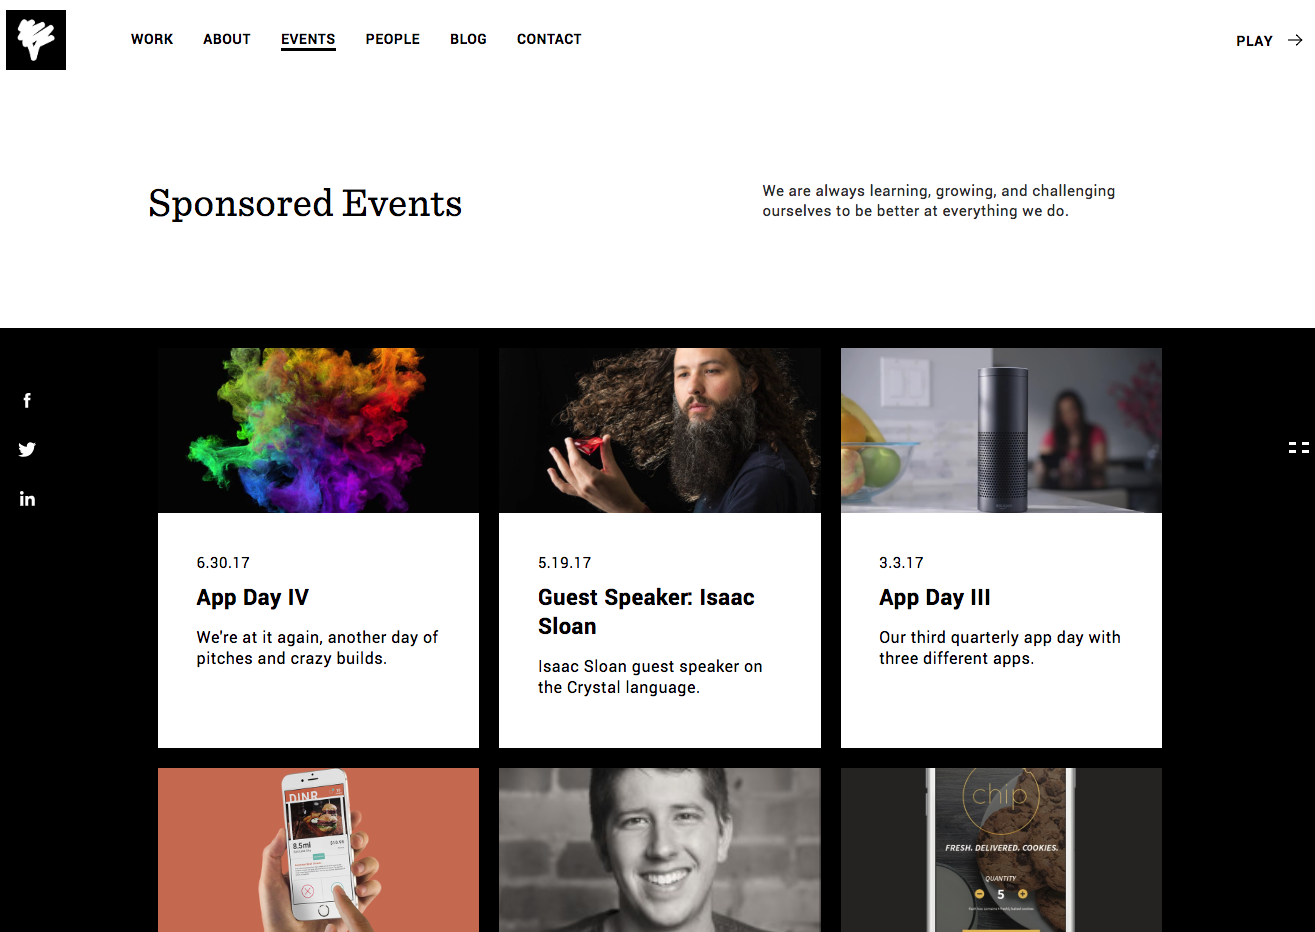 WORK ABOUT EVENTS PEOPLE BLOG CONTACT PLAY
Sponsored Events
We are always learning, growing, and challenging
ourselves to be better at everything we do.
6.30.17
App Day IV
We're at it again, another day of
pitches and crazy builds.
5.19.17
Guest Speaker: Isaac
Sloan
Isaac Sloan guest speaker on
the Crystal language.
3.3.17
App Day III
Our third quarterly app day with
three different apps.
DINR
8.5ml
$10.95
chip
FRESH. DELIVERED. COOKIES.
QUANTITY
5